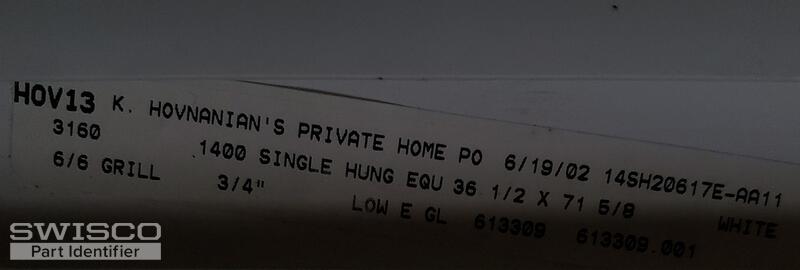 HOV13 K. HOVNANIAN'S PRIVATE HOME PO 6/19/02 14SH20617E-AA11
3160 .1400 SINGLE HUNG EQU 36 1/2 X 71 5/8 WHITE
6/6 GRILL 3/4" LOW E GL 613309 613309.001
SWISCO
Part Identifier